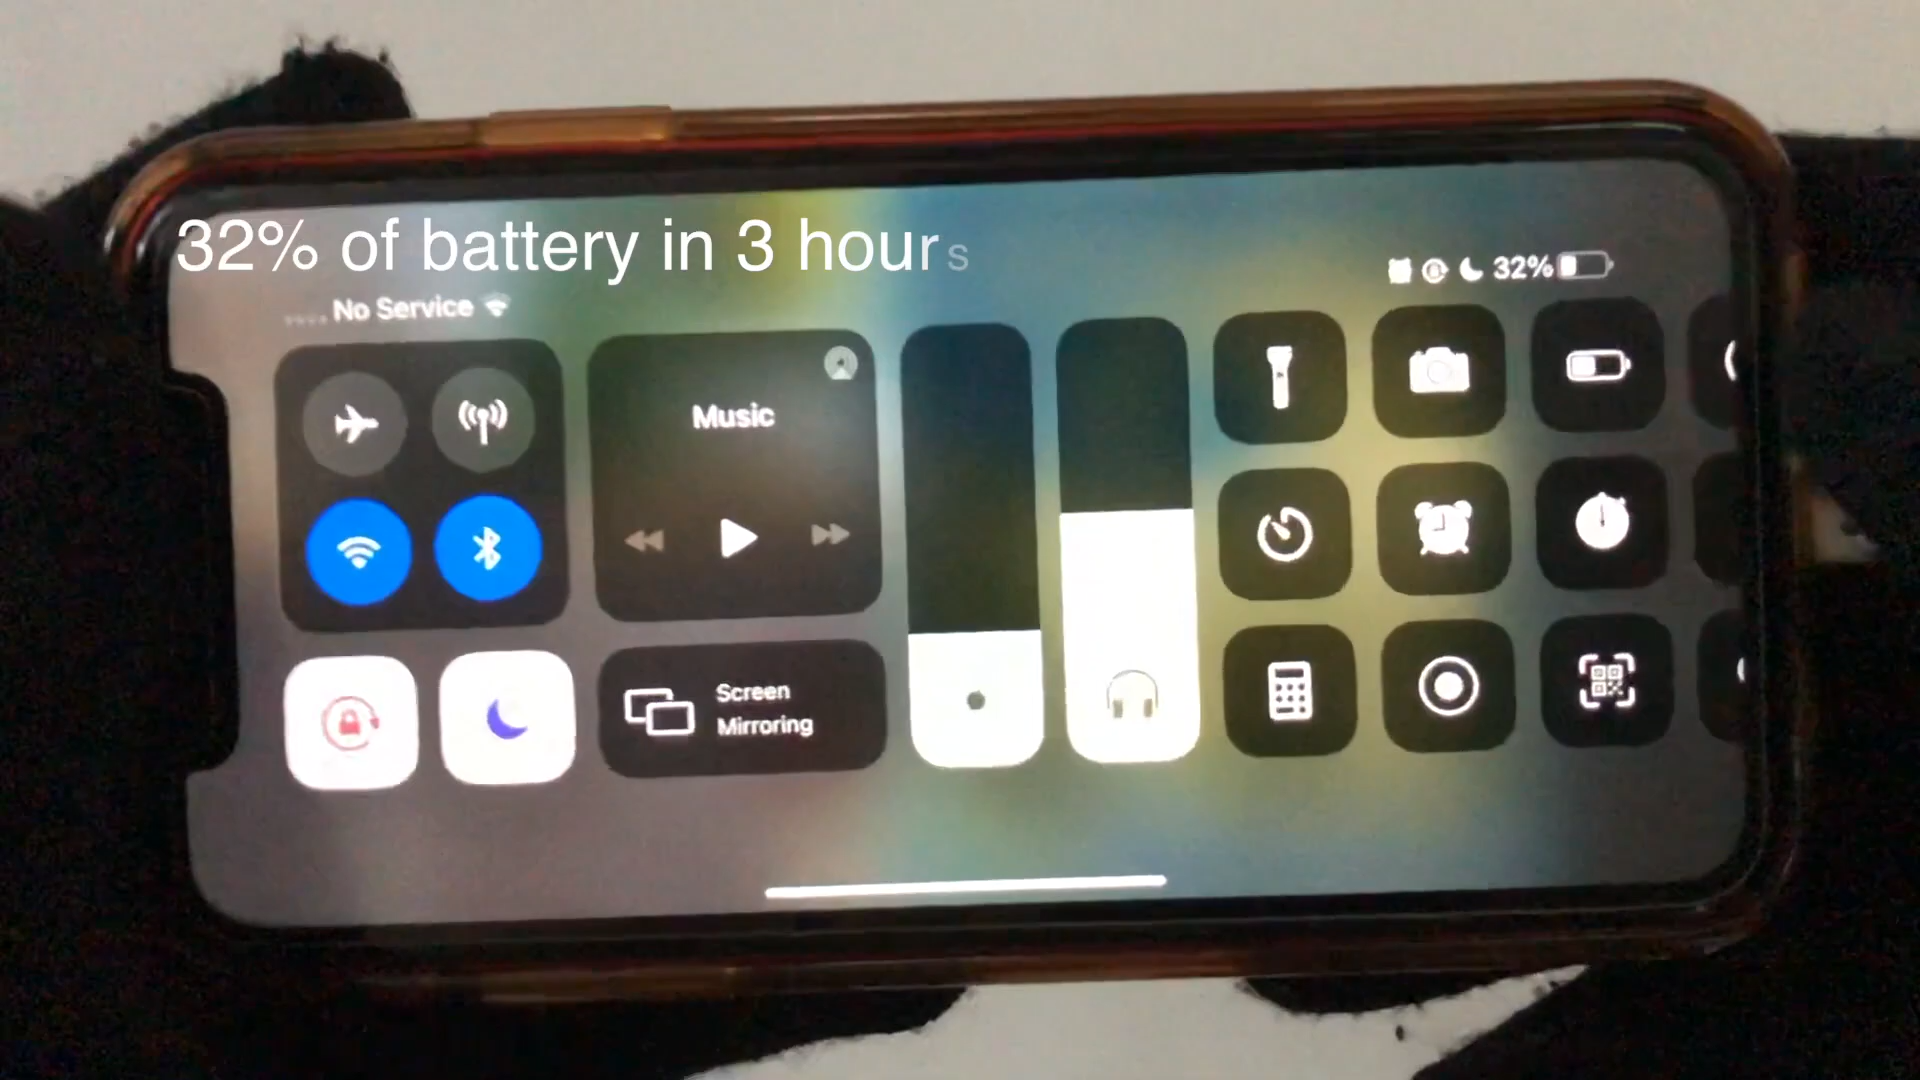 32% of battery in 3 hours
32%
No Service
Music
Screen
Mirroring